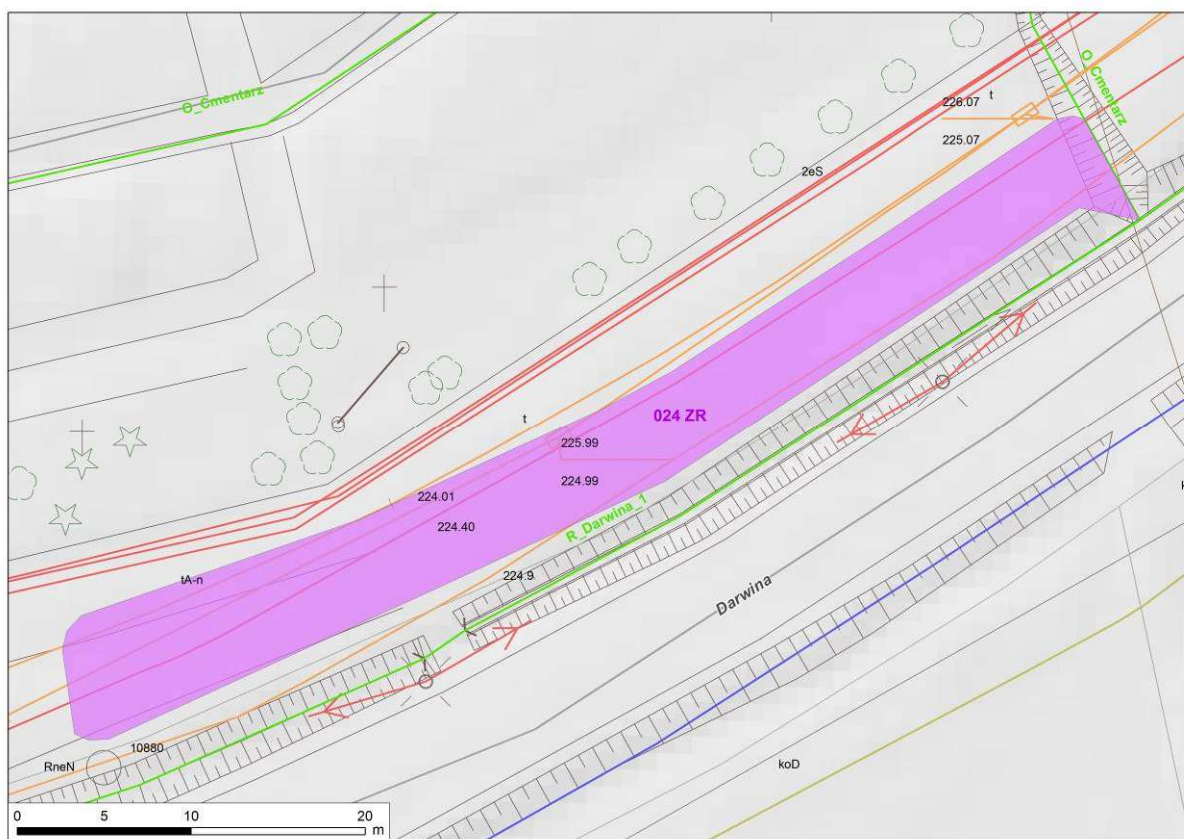 O_Cmentarz
O_Cmentarz
226.07
t
225.07
2eS
024 ZR
t
225.99
224.99
224.01
224.40
R_Darwina_1
224.9
tA-n
Darwina
10880
RneN
koD
k
0 5 10 20
m